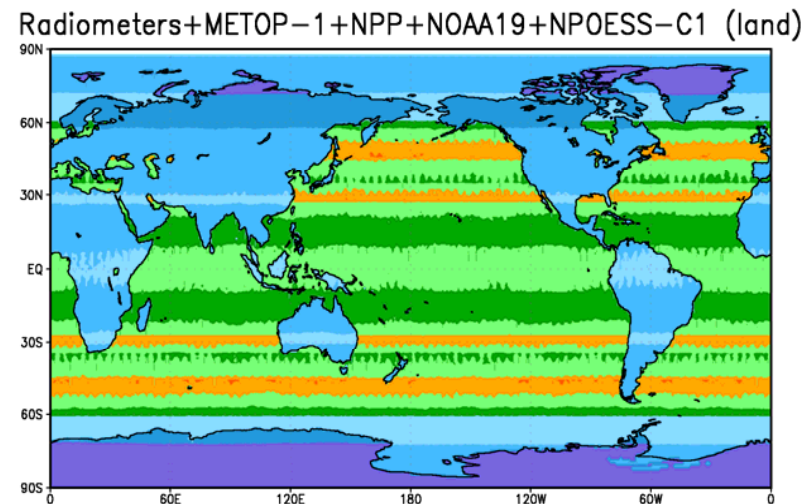 Radiometers+METOP-1+NPP+NOAA19+NPOESS-C1 (land)
90N
60N
30N
EQ
30S
60S
90S
0 60E 120E 180 120W 60W 0